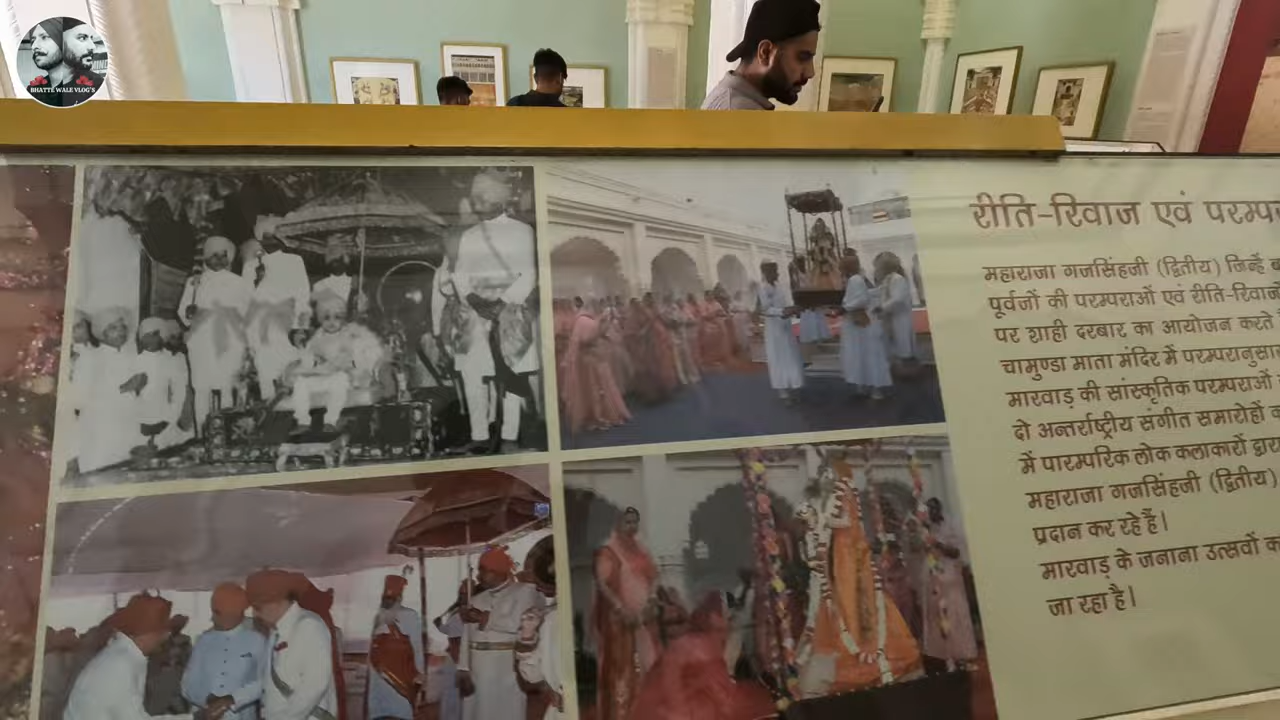 BHATTE WALE VLOG'S
रीति-रिवाज एवं
महाराजा गजसिंहजी (द्वितीय) जिन्हें
पूर्वजों की परम्पराओं एवं रीति-रिवाजों
पर शाही दरबार का आयोजन करते
चामुण्डा माता मंदिर में परम्परानुसार
मारवाड़ की सांस्कृतिक परम्पराओं
दो अन्तर्राष्ट्रीय संगीत समारोहों
में पारम्परिक लोक कलाकारों द्वारा
महाराजा गजसिंहजी (द्वितीय)
प्रदान कर रहे हैं।
मारवाड़ के जनाना उत्सवों
जा रहा है।